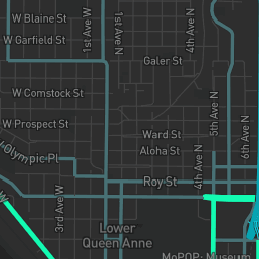 W Blaine St
W Garfield St
1st Ave W
1st Ave N
4th Ave N
Galer St
W Comstock St
W Prospect St
Ward St
Aloha St
5th Ave N
6th Ave N
Olympic Pl
Roy St
4th Ave N
3rd Ave W
W
Lower
Queen Anne
MoPOP: Museum